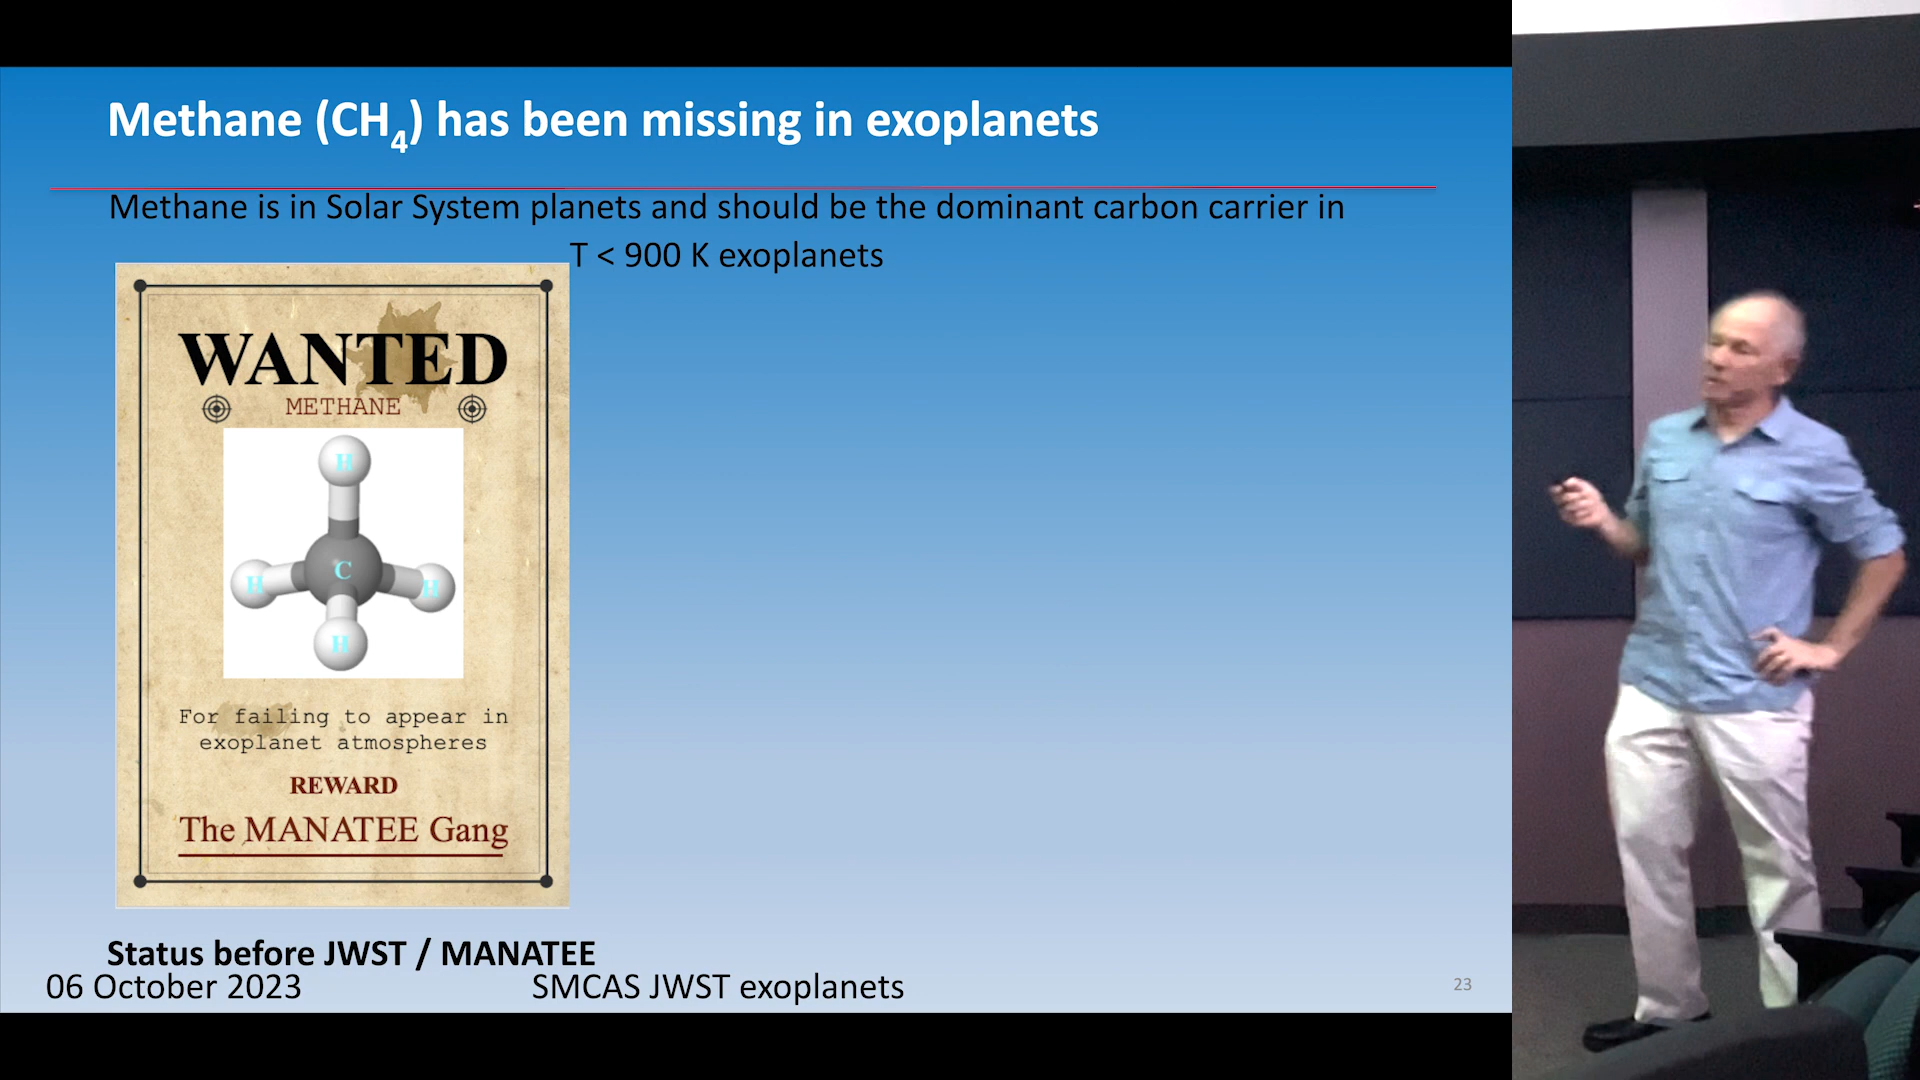 Methane (CH4) has been missing in exoplanets
Methane is in Solar System planets and should be the dominant carbon carrier in
T < 900 K exoplanets
WANTED
METHANE
H
C
H
H
H
For failing to appear in
exoplanet atmospheres
REWARD
The MANATEE Gang
Status before JWST / MANATEE
06 October 2023
SMCAS JWST exoplanets
23